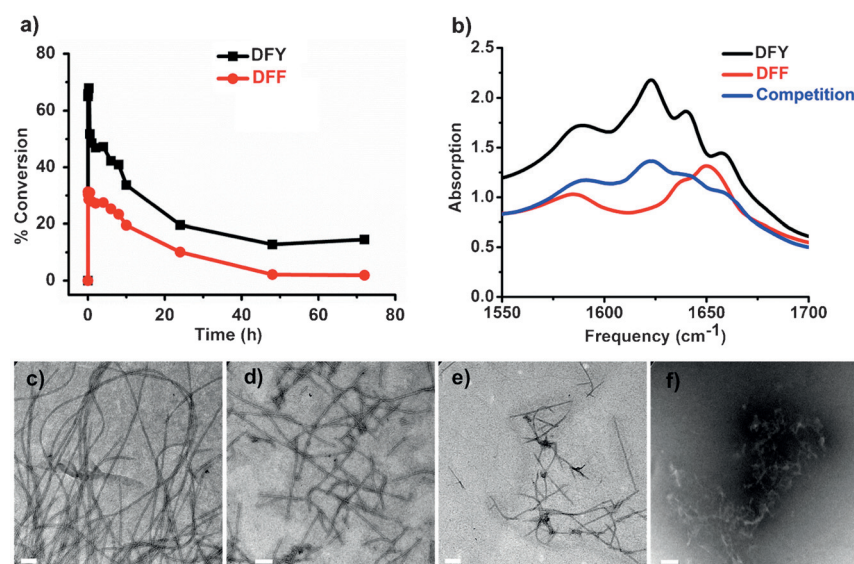 a)
80
60
40
20
0
% Conversion
DFY
DFF
0 20 40 60 80
Time (h)
b)
2.5
2.0
1.5
1.0
0.5
0.0
Absorption
DFY
DFF
Competition
1550 1600 1650 1700
Frequency (cm⁻¹)
c) d) e) f)